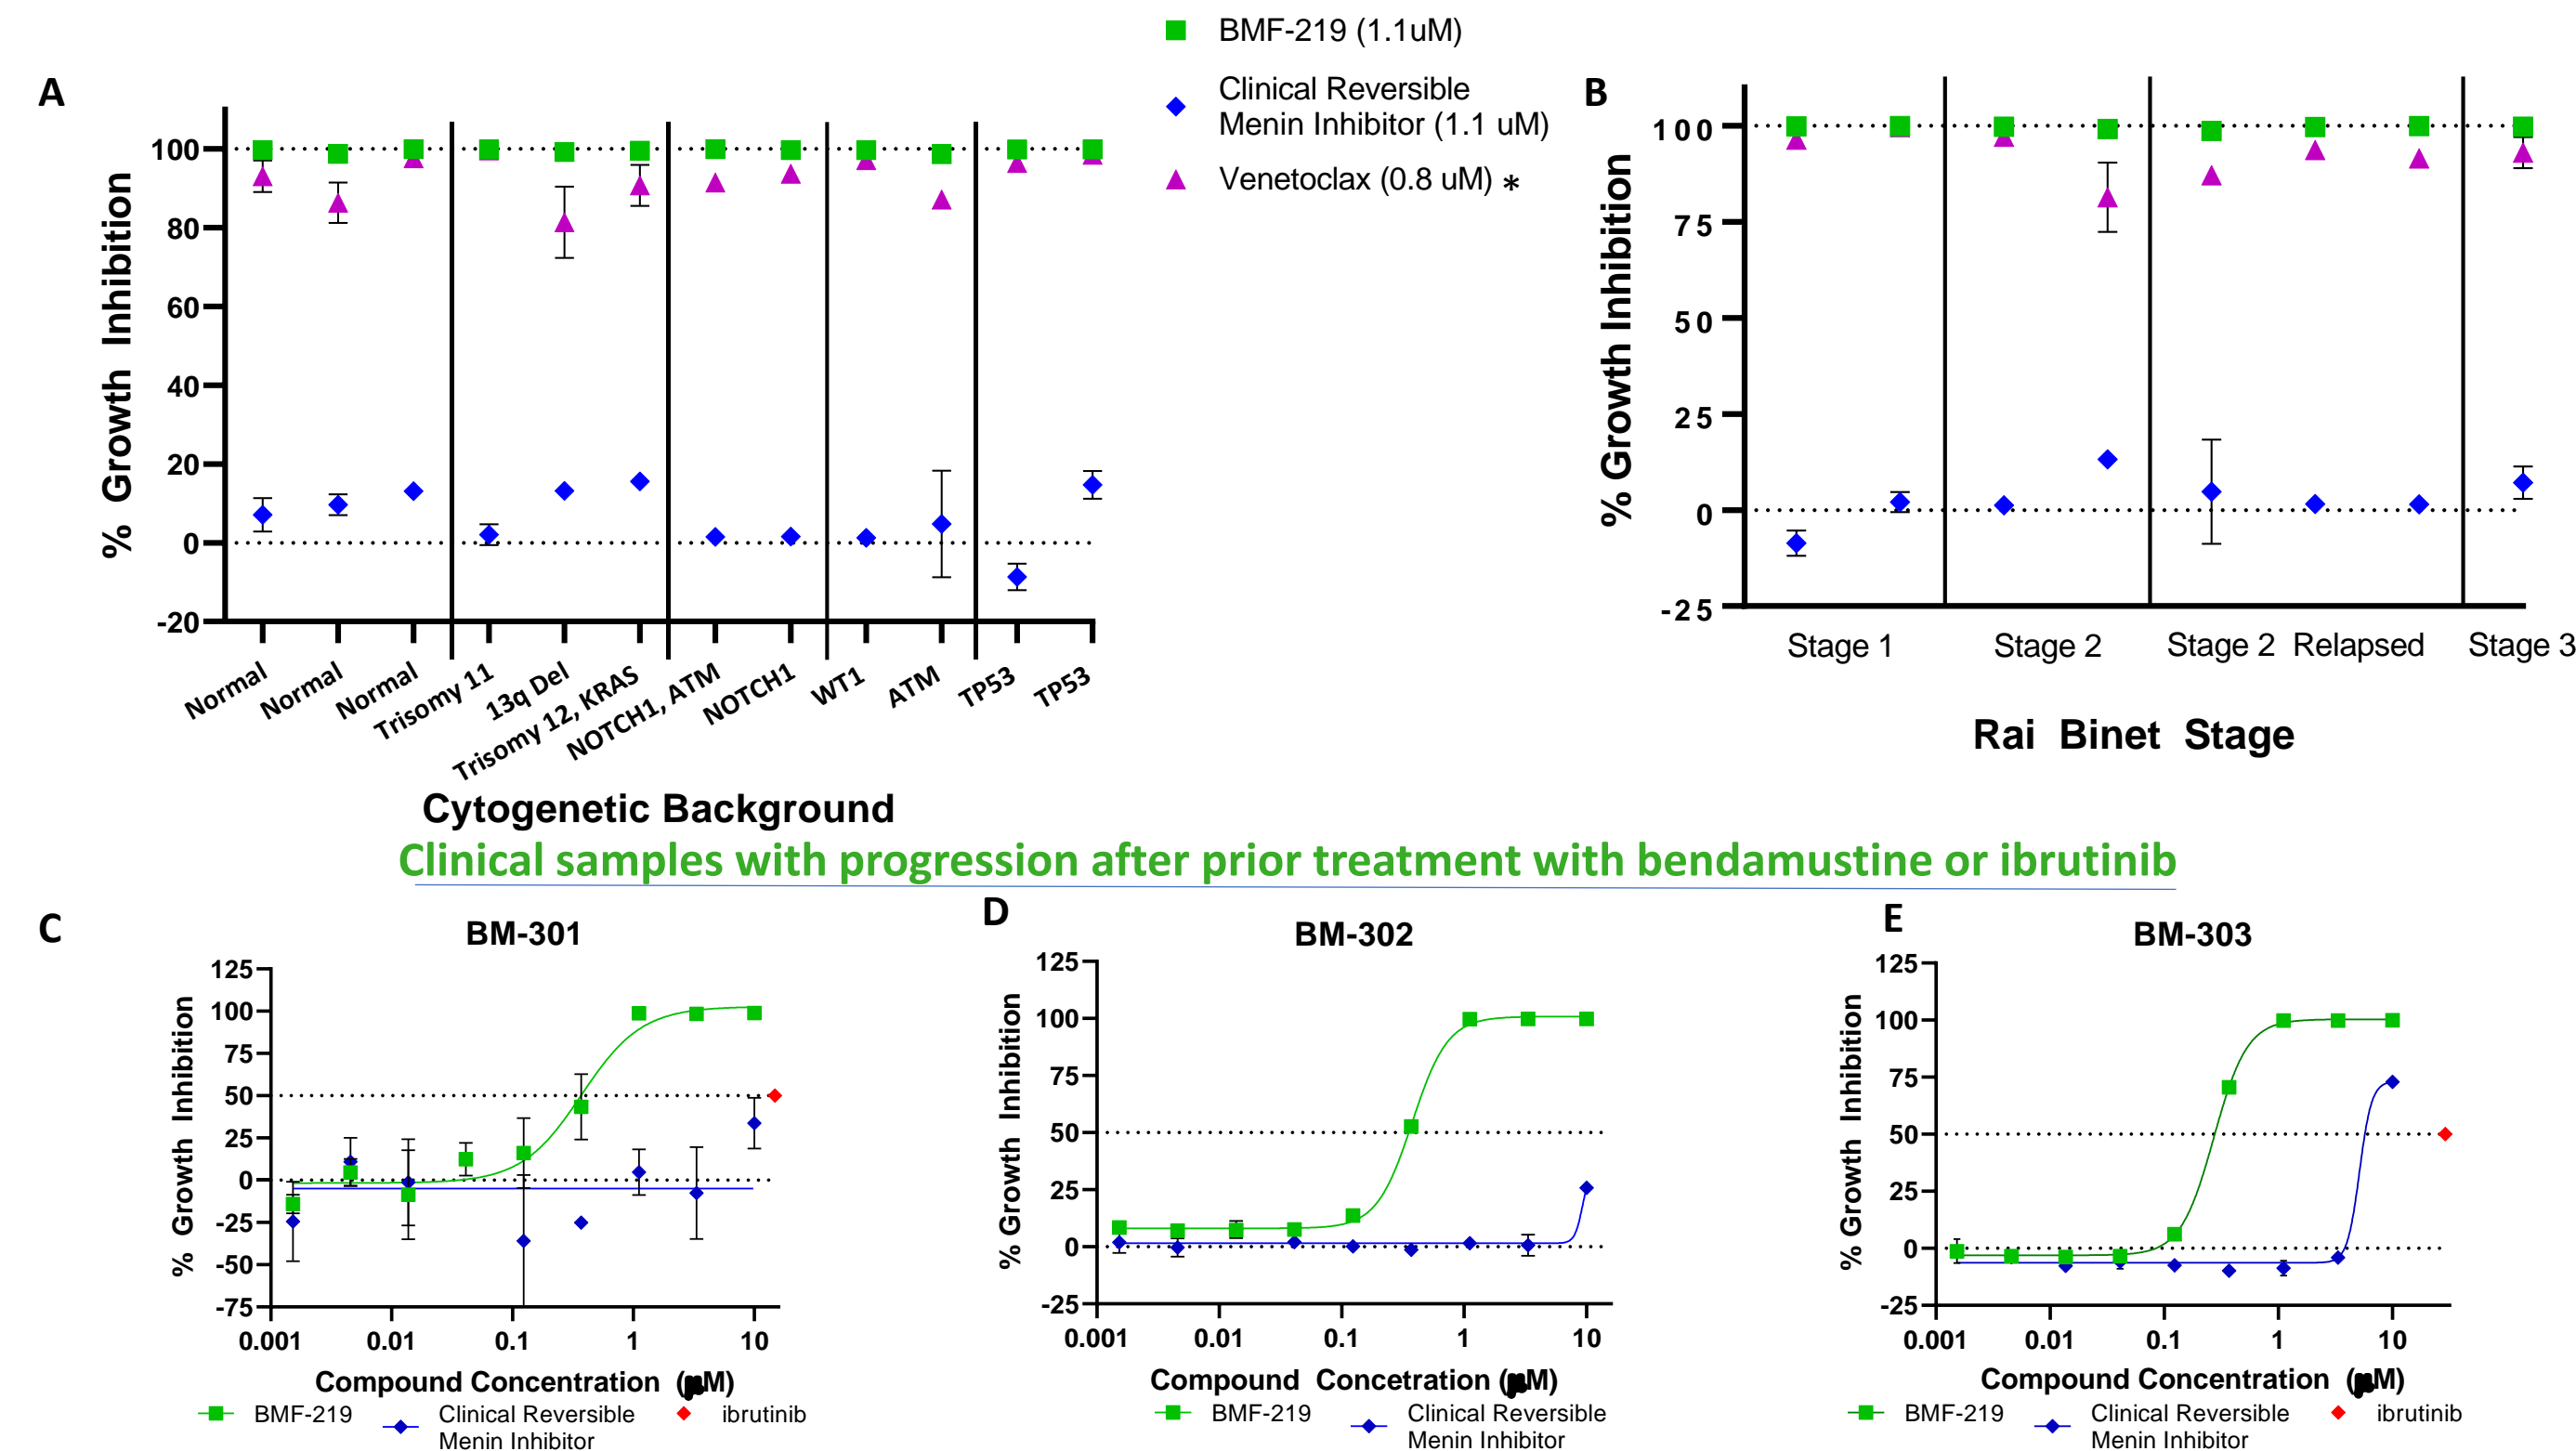 BMF-219 (1.1uM)
Clinical Reversible
Menin Inhibitor (1.1 uM)
Venetoclax (0.8 uM) *
A
% Growth Inhibition
100
80
60
40
20
0
-20
Normal
Normal
Normal
Trisomy 11
13q Del
Trisomy 12, KRAS
NOTCH1, ATM
NOTCH1
WT1
ATM
TP53
TP53
Cytogenetic Background
B
% Growth Inhibition
100
75
50
25
0
-25
Stage 1
Stage 2
Stage 2 Relapsed
Stage 3
Rai Binet Stage
Clinical samples with progression after prior treatment with bendamustine or ibrutinib
C
BM-301
% Growth Inhibition
125
100
75
50
25
0
-25
-50
-75
0.001
0.01
0.1
1
10
Compound Concentration (µM)
BMF-219
Clinical Reversible
Menin Inhibitor
ibrutinib
D
BM-302
% Growth Inhibition
125
100
75
50
25
0
-25
0.001
0.01
0.1
1
10
Compound Concetration (µM)
BMF-219
Clinical Reversible
Menin Inhibitor
E
BM-303
% Growth Inhibition
125
100
75
50
25
0
-25
0.001
0.01
0.1
1
10
Compound Concentration (µM)
BMF-219
Clinical Reversible
Menin Inhibitor
ibrutinib